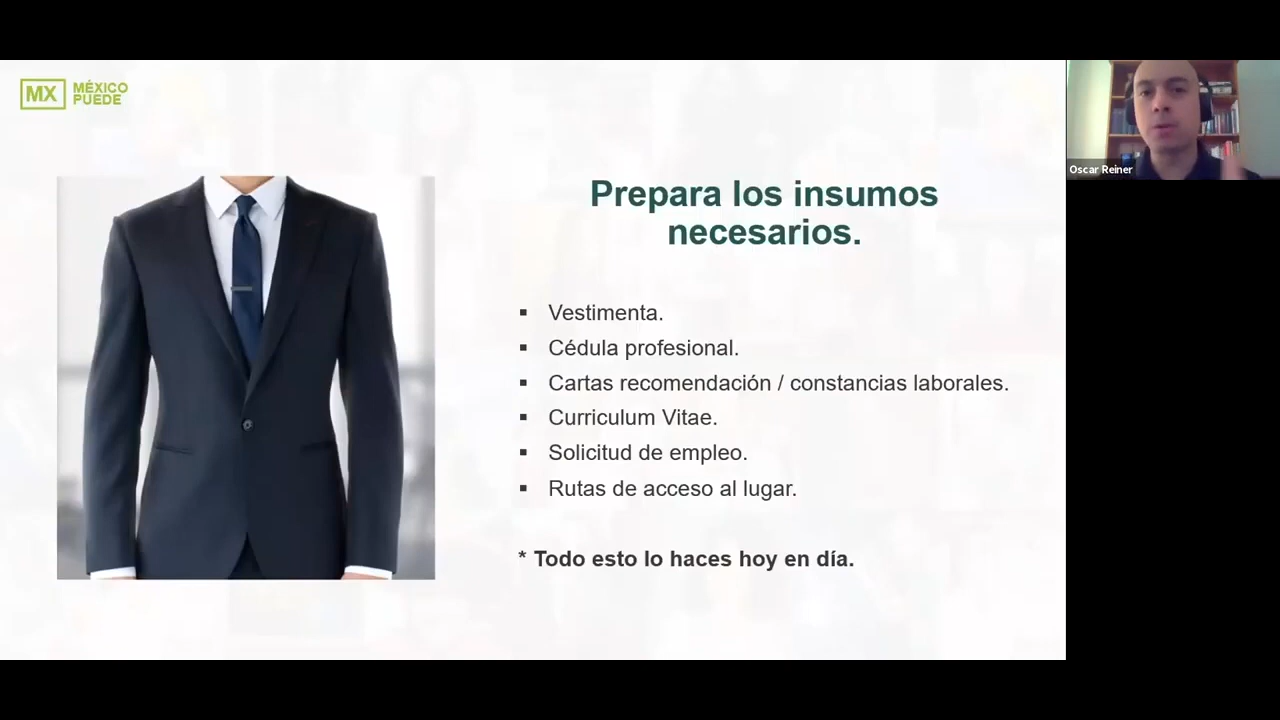 MX MÉXICO
PUEDE
Oscar Reiner
Prepara los insumos
necesarios.
▪ Vestimenta.
▪ Cédula profesional.
▪ Cartas recomendación / constancias laborales.
▪ Curriculum Vitae.
▪ Solicitud de empleo.
▪ Rutas de acceso al lugar.
* Todo esto lo haces hoy en día.